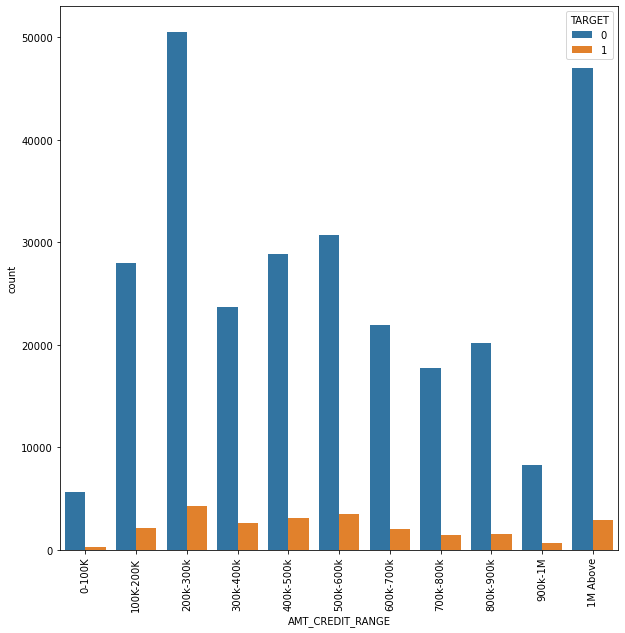 TARGET
0
1
50000
40000
30000
20000
10000
0
count
0-100K
100K-200K
200k-300k
300k-400k
400k-500k
500k-600k
600k-700k
700k-800k
800k-900k
900k-1M
1M Above
AMT_CREDIT_RANGE